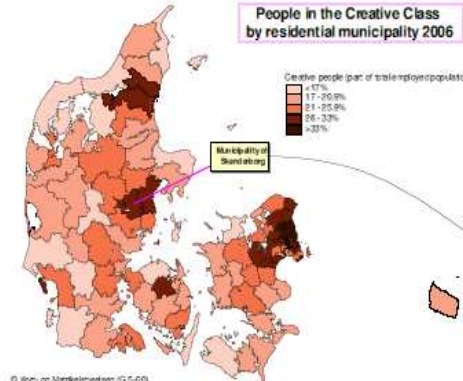 People in the Creative Class
by residential municipality 2006
Creative people (part of total employed populatio
<17%
17 - 20.9%
21 - 25.9%
26 - 33%
>33%
Municipality of
Skanderborg